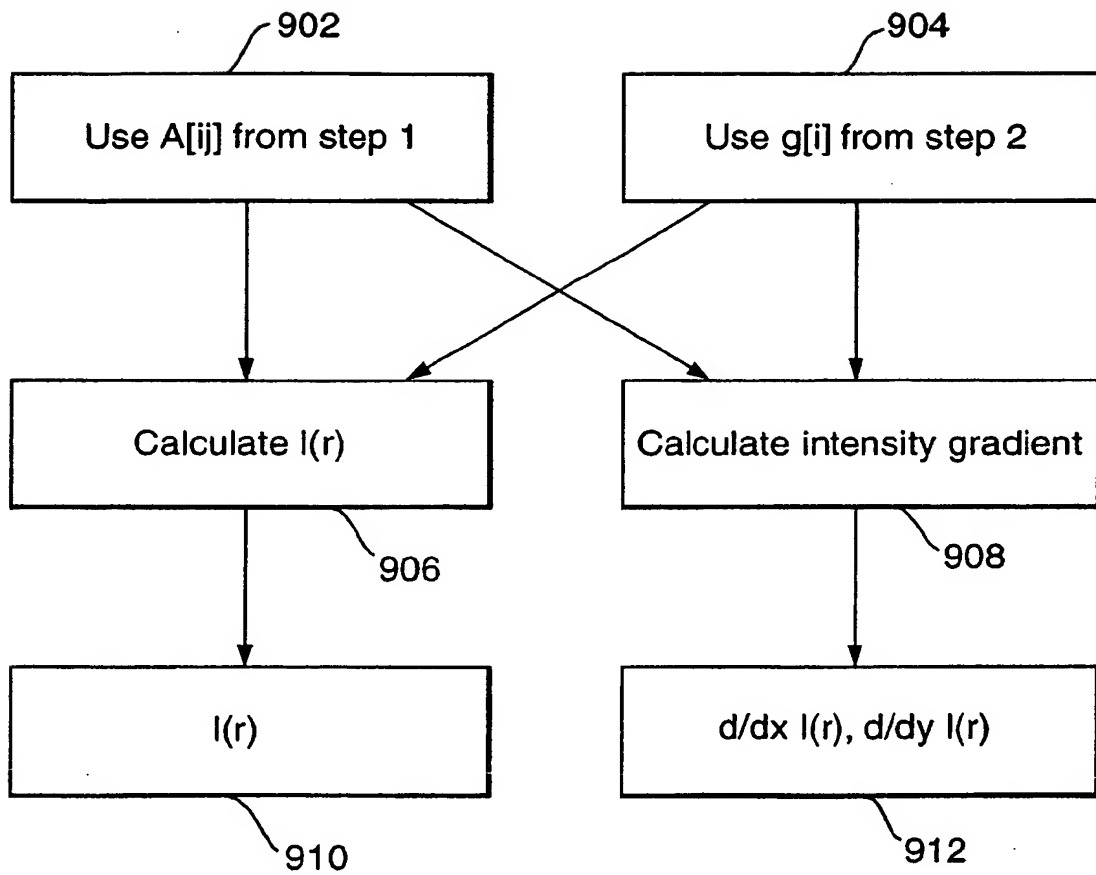 902
904
Use A[ij] from step 1
Use g[i] from step 2
Calculate I(r)
Calculate intensity gradient
906
908
I(r)
d/dx I(r), d/dy I(r)
910
912